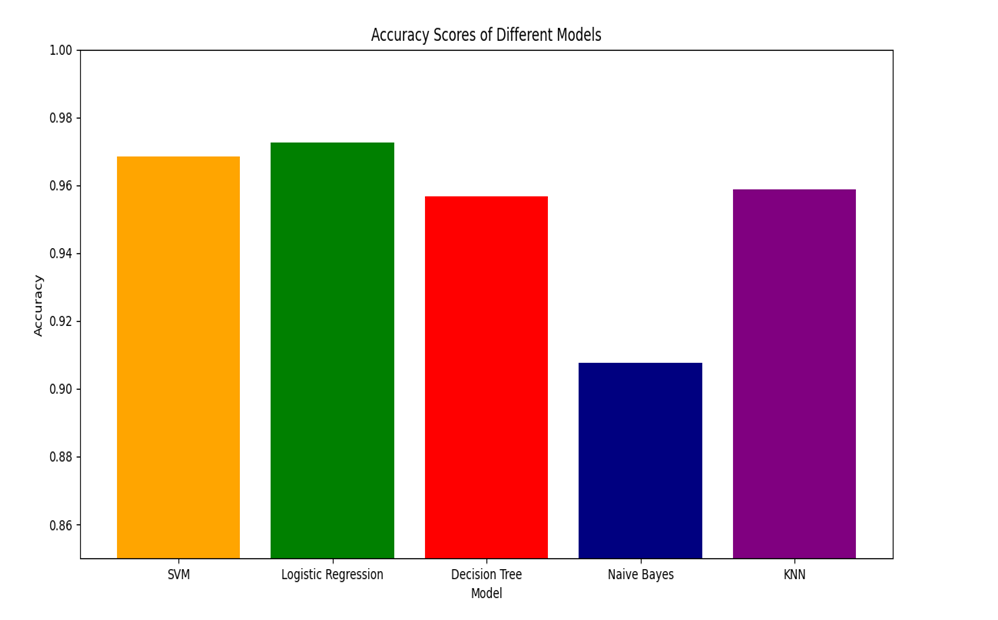 Accuracy Scores of Different Models
1.00
0.98
0.96
0.94
0.92
0.90
0.88
0.86
Accuracy
SVM Logistic Regression Decision Tree Naive Bayes KNN
Model